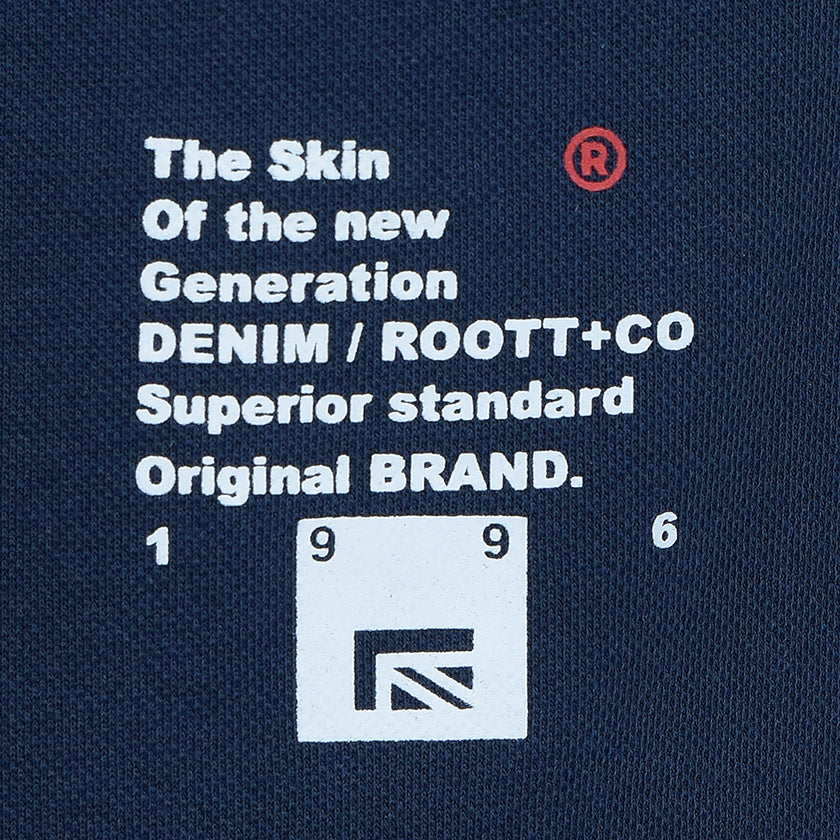 The Skin ®
Of the new
Generation
DENIM / ROOTT+CO
Superior standard
Original BRAND.
1 9 9 6